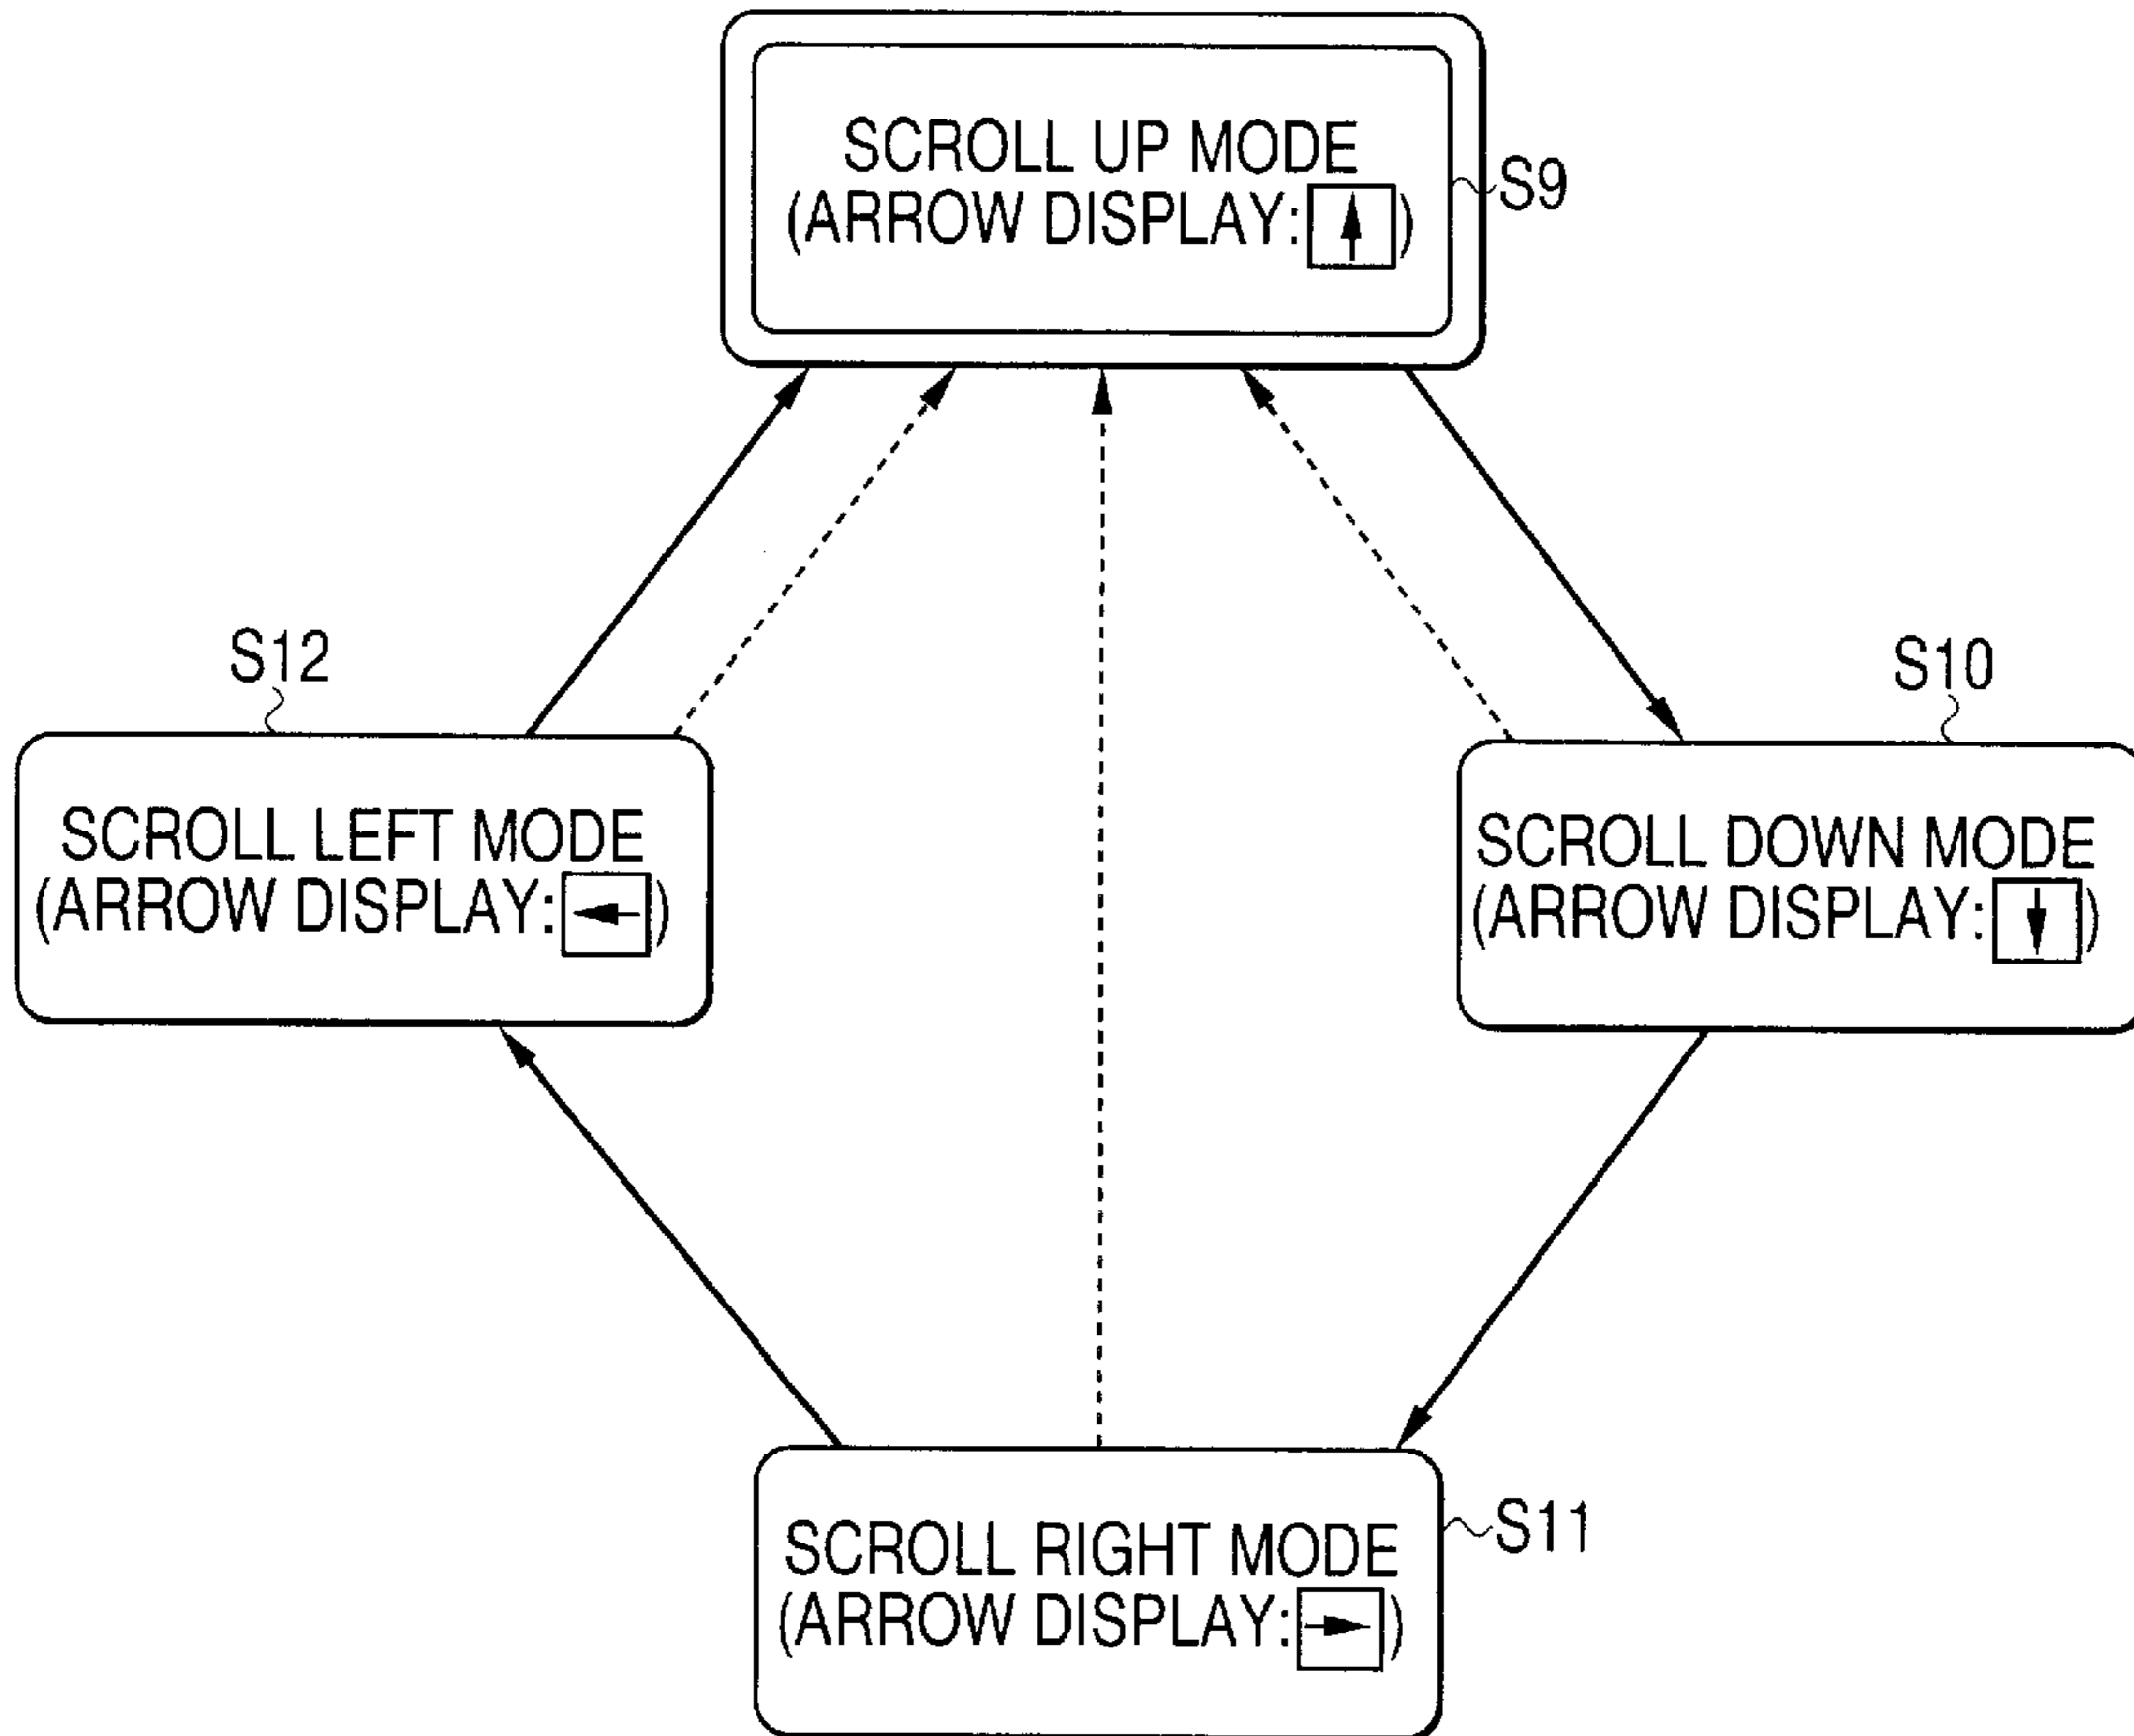 SCROLL UP MODE
(ARROW DISPLAY: ↑)
S9
S12
S10
SCROLL LEFT MODE
(ARROW DISPLAY: ←)
SCROLL DOWN MODE
(ARROW DISPLAY: ↓)
SCROLL RIGHT MODE
(ARROW DISPLAY: →)
S11